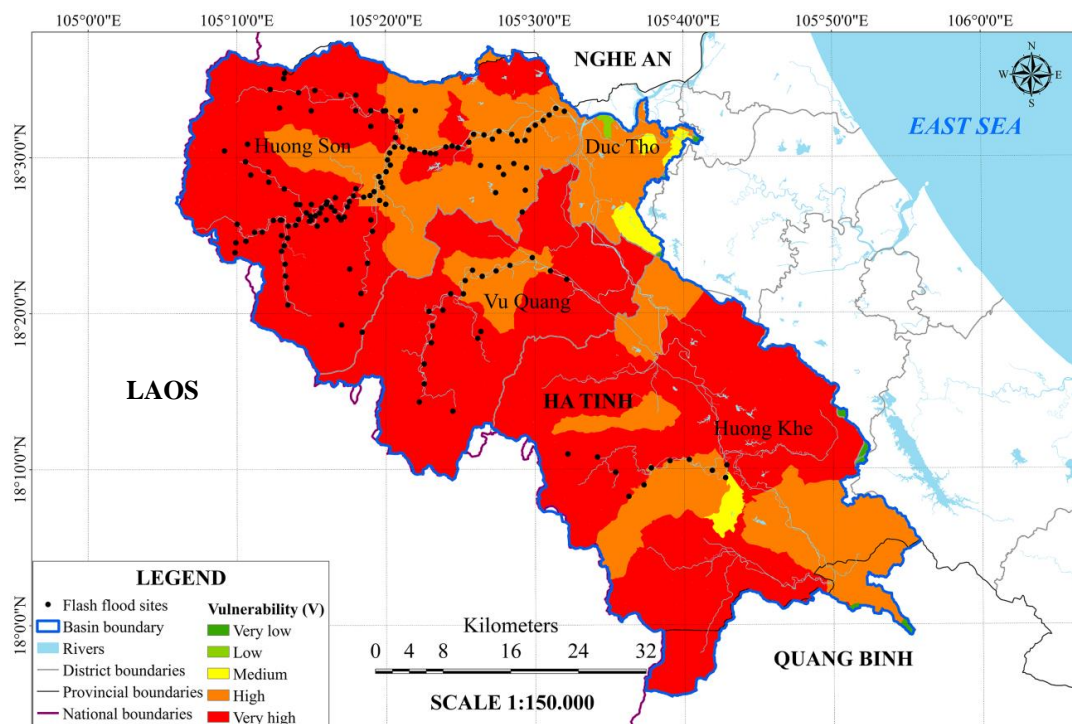 105°0'0"E 105°10'0"E 105°20'0"E 105°30'0"E 105°40'0"E 105°50'0"E 106°0'0"E
NGHE AN
N
W E
S
EAST SEA
18°30'0"N
Huong Son
Duc Tho
18°20'0"N
Vu Quang
LAOS
HA TINH
Huong Khe
18°10'0"N
18°0'0"N
LEGEND
Flash flood sites
Basin boundary
Rivers
District boundaries
Provincial boundaries
National boundaries
Vulnerability (V)
Very low
Low
Medium
High
Very high
Kilometers
0 4 8 16 24 32
SCALE 1:150.000
QUANG BINH